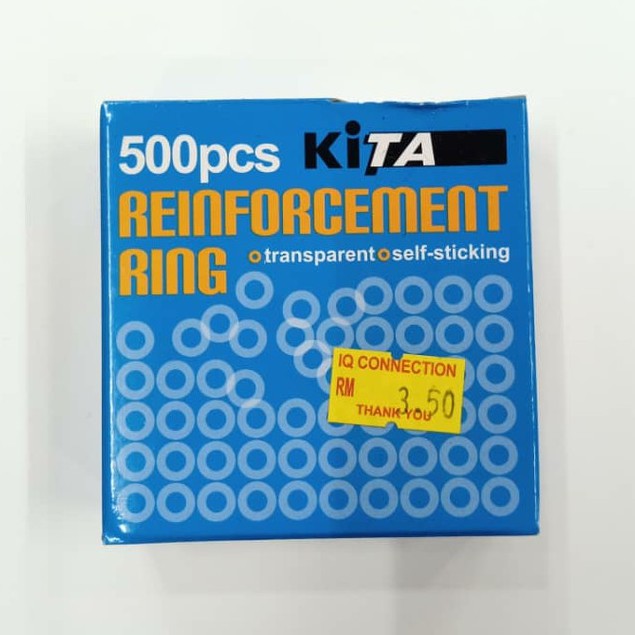 500pcs KiTA
REINFORCEMENT
RING
transparent self-sticking
IQ CONNECTION
RM 3.50
THANK YOU